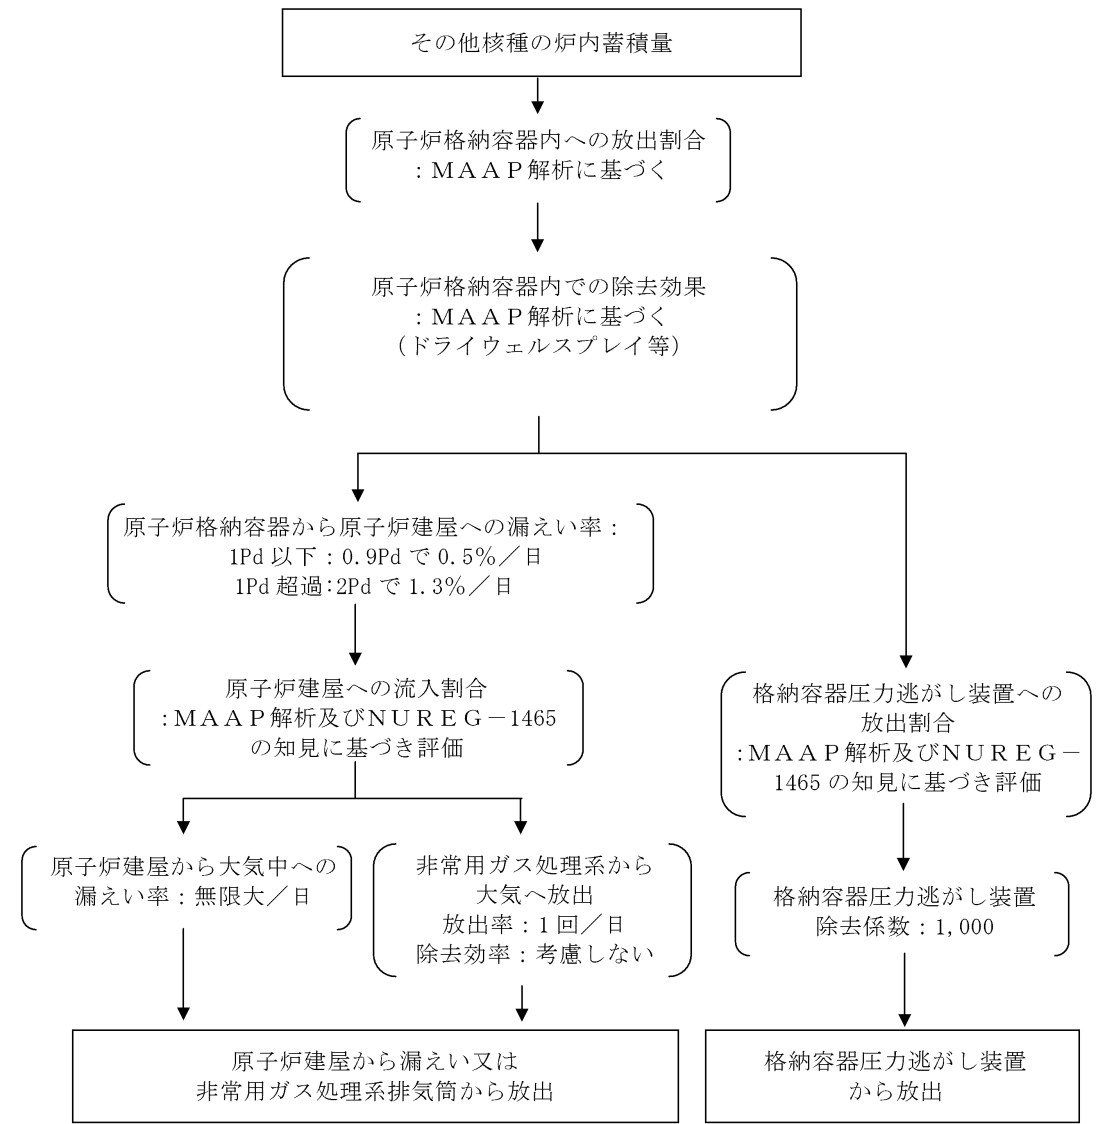 その他核種の炉内蓄積量
原子炉格納容器内への放出割合
：ＭＡＡＰ解析に基づく
原子炉格納容器内での除去効果
：ＭＡＡＰ解析に基づく
（ドライウェルスプレイ等）
原子炉格納容器から原子炉建屋への漏えい率：
1Pd 以下：0.9Pd で 0.5％／日
1Pd 超過：2Pd で 1.3％／日
原子炉建屋への流入割合
：ＭＡＡＰ解析及びＮＵＲＥＧ－1465
の知見に基づき評価
原子炉建屋から大気中への
漏えい率：無限大／日
非常用ガス処理系から
大気へ放出
放出率：1 回／日
除去効率：考慮しない
原子炉建屋から漏えい又は
非常用ガス処理系排気筒から放出
格納容器圧力逃がし装置への
放出割合
：ＭＡＡＰ解析及びＮＵＲＥＧ－
1465 の知見に基づき評価
格納容器圧力逃がし装置
除去係数：1,000
格納容器圧力逃がし装置
から放出